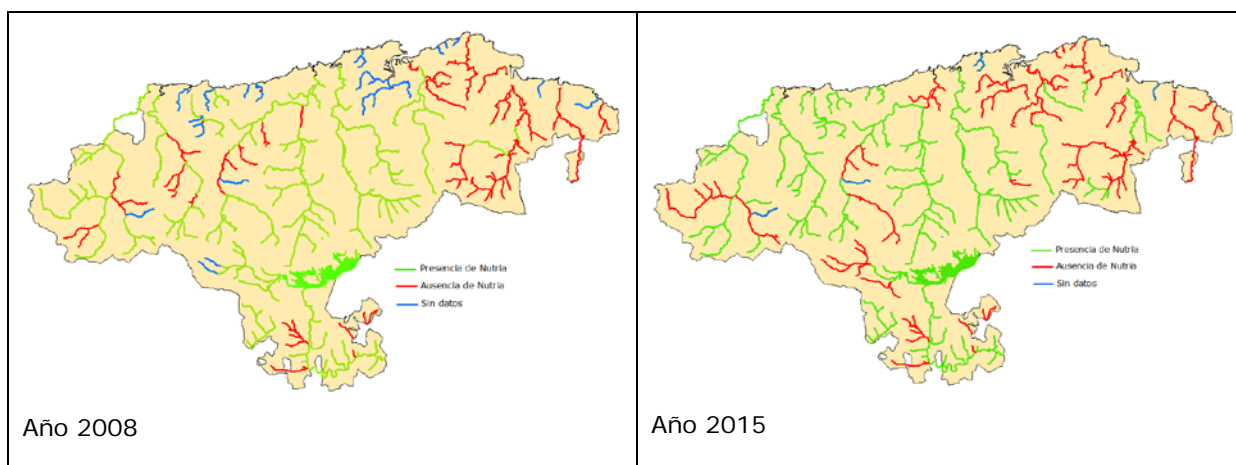 Presencia de Nutria
Ausencia de Nutria
Sin datos
Año 2008
Presencia de Nutria
Ausencia de Nutria
Sin datos
Año 2015